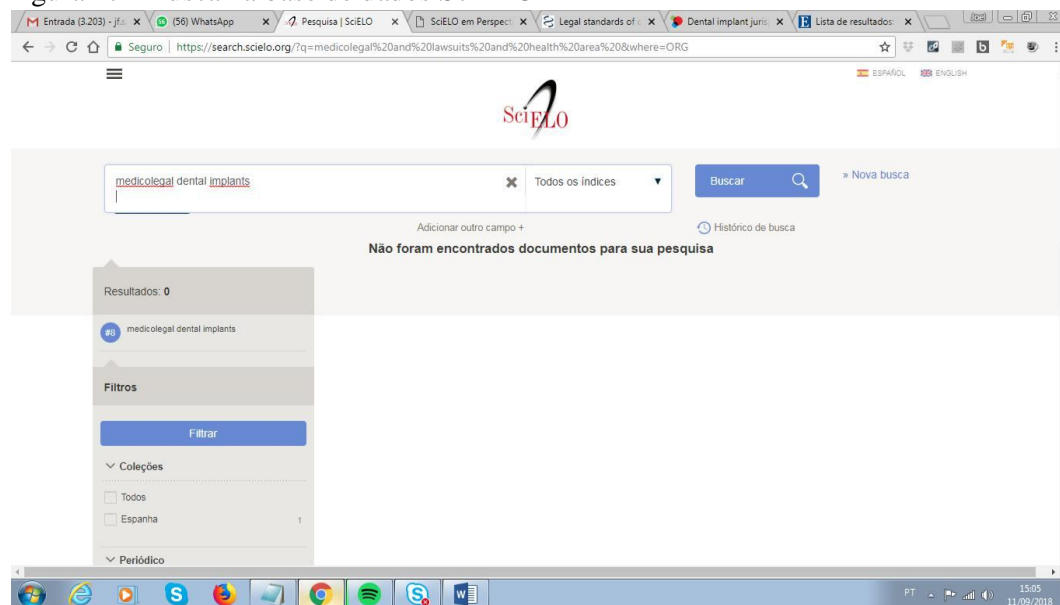 Entrada (3.203) - jf.s
(56) WhatsApp
Pesquisa | SciELO
SciELO em Perspect
Legal standards of c
Dental implant juris
Lista de resultados:
Seguro
https://search.scielo.org/?q=medicolegal%20and%20lawsuits%20and%20health%20area%20&where=ORG
ESPAÑOL
ENGLISH
SciELO
medicolegal dental implants
Todos os índices
Buscar
» Nova busca
Adicionar outro campo +
Histórico de busca
Não foram encontrados documentos para sua pesquisa
Resultados: 0
#8 medicolegal dental implants
Filtros
Filtrar
Coleções
Todos
Espanha 1
Periódico
PT
15:05
11/09/2018